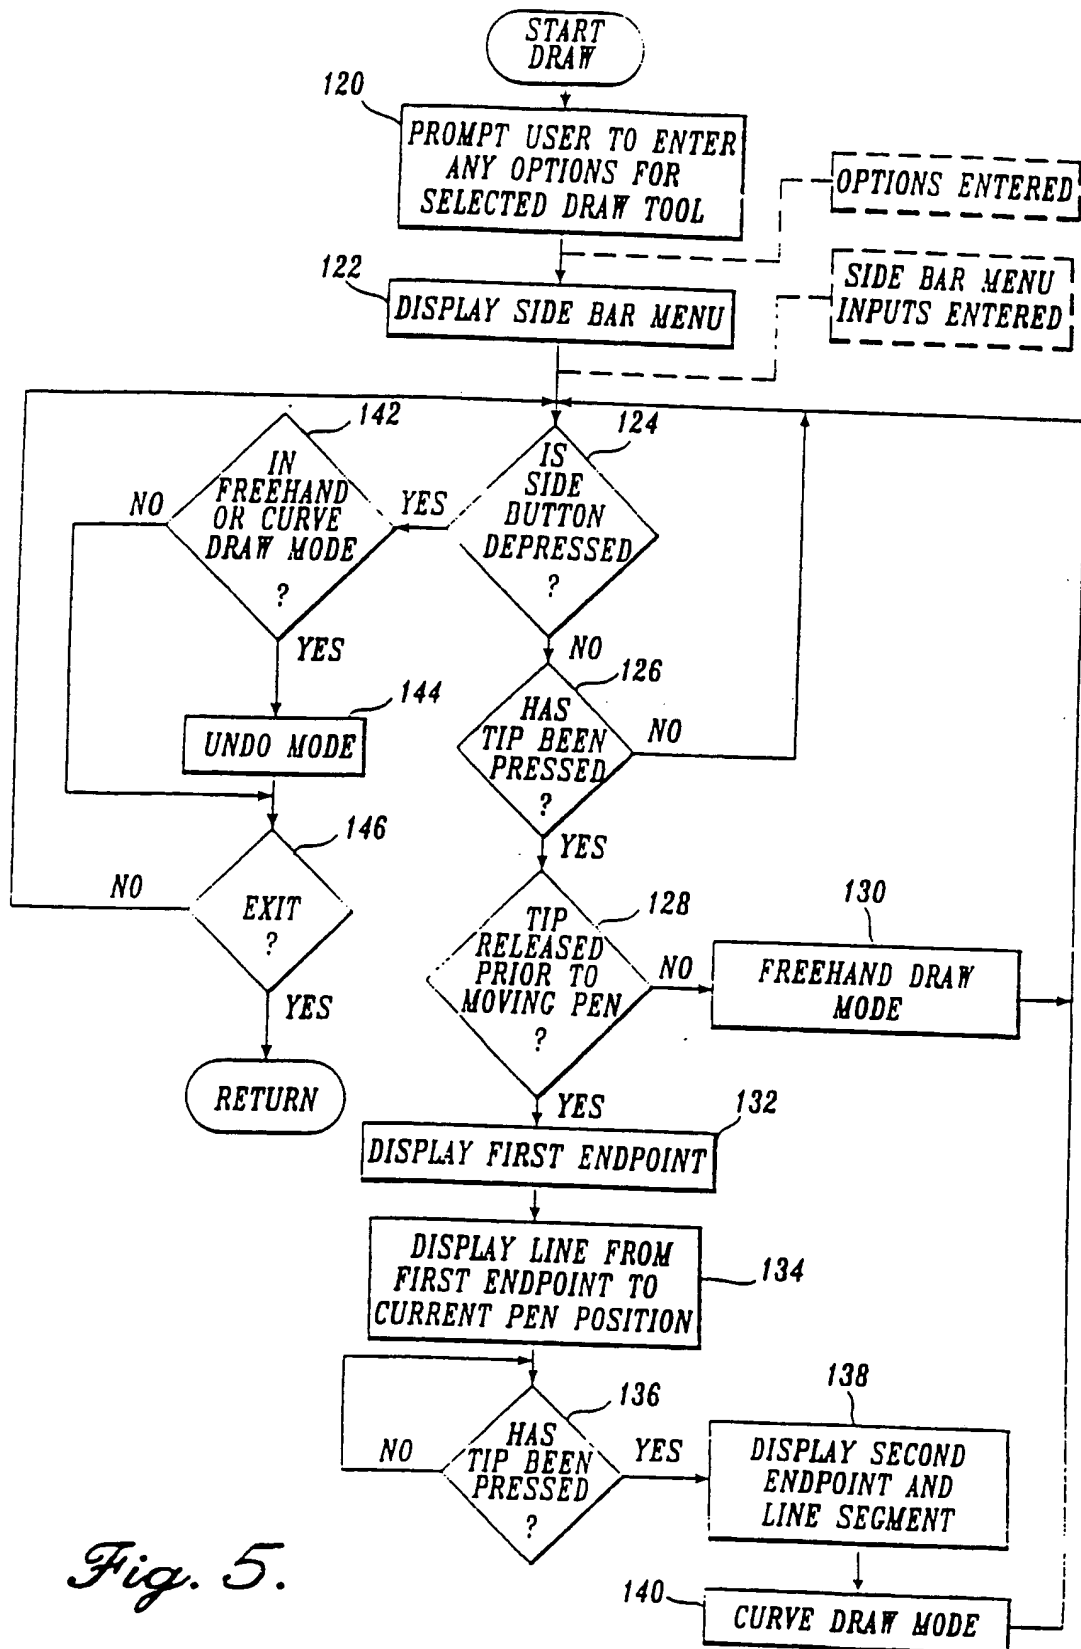 START
DRAW
120
PROMPT USER TO ENTER
ANY OPTIONS FOR
SELECTED DRAW TOOL
OPTIONS ENTERED
122
DISPLAY SIDE BAR MENU
SIDE BAR MENU
INPUTS ENTERED
142
IN
FREEHAND
OR CURVE
DRAW MODE
?
NO
YES
124
IS
SIDE
BUTTON
DEPRESSED
?
YES
NO
144
UNDO MODE
126
HAS
TIP BEEN
PRESSED
?
NO
YES
146
EXIT
?
NO
YES
RETURN
128
TIP
RELEASED
PRIOR TO
MOVING PEN
?
NO
130
FREEHAND DRAW
MODE
YES
132
DISPLAY FIRST ENDPOINT
DISPLAY LINE FROM
FIRST ENDPOINT TO
CURRENT PEN POSITION
134
136
HAS
TIP BEEN
PRESSED
?
NO
YES
138
DISPLAY SECOND
ENDPOINT AND
LINE SEGMENT
140
CURVE DRAW MODE
Fig. 5.